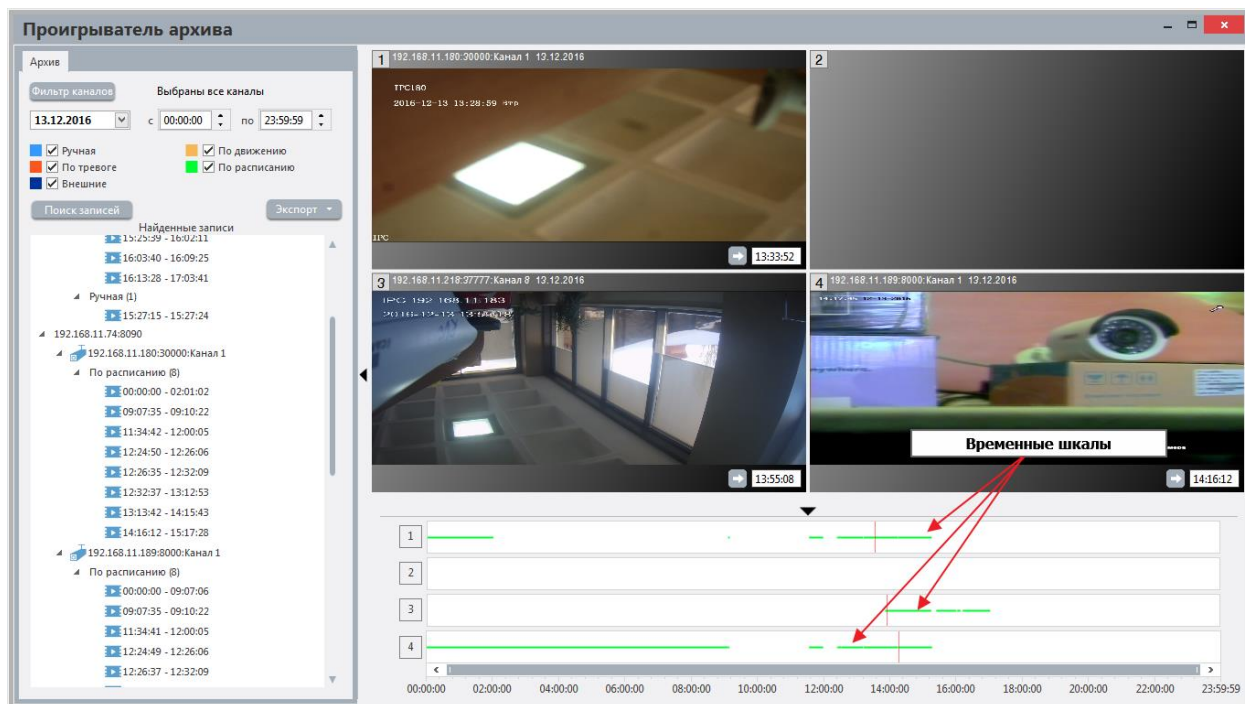 Проигрыватель архива
Архив
Фильтр каналов Выбраны все каналы
13.12.2016 с 00:00:00 по 23:59:59
Ручная По движению
По тревоге По расписанию
Внешние
Поиск записей Экспорт
Найденные записи
15:25:39 - 16:02:11
16:03:40 - 16:09:25
16:13:28 - 17:03:41
Ручная (1)
15:27:15 - 15:27:24
192.168.11.74:8090
192.168.11.180:30000:Канал 1
По расписанию (8)
00:00:00 - 02:01:02
09:07:35 - 09:10:22
11:34:42 - 12:00:05
12:24:50 - 12:26:06
12:26:35 - 12:32:09
12:32:37 - 13:12:53
13:13:42 - 14:15:43
14:16:12 - 15:17:28
192.168.11.189:8000:Канал 1
По расписанию (8)
00:00:00 - 09:07:06
09:07:35 - 09:10:22
11:34:41 - 12:00:05
12:24:49 - 12:26:06
12:26:37 - 12:32:09
1 192.168.11.180:30000:Канал 1 13.12.2016
IPC180
2016-12-13 13:28:59
IPC
13:33:52
2
3 192.168.11.218:37777:Канал 8 13.12.2016
IPC 192 168 11 183
2016-12-13
13:55:08
4 192.168.11.189:8000:Канал 1 13.12.2016
12-13-2016
Временные шкалы
14:16:12
1
2
3
4
00:00:00 02:00:00 04:00:00 06:00:00 08:00:00 10:00:00 12:00:00 14:00:00 16:00:00 18:00:00 20:00:00 22:00:00 23:59:59